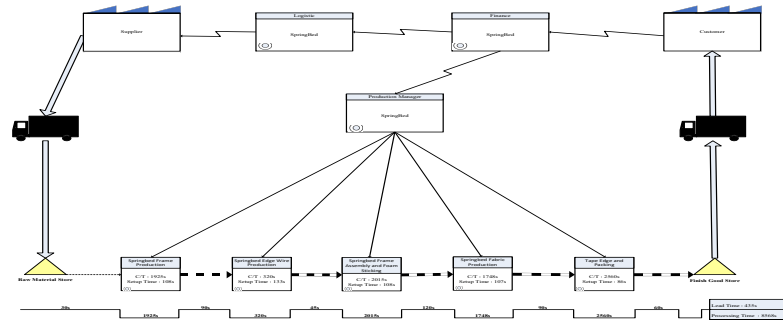 Logistic
Finance
Supplier
SpringBed
SpringBed
Customer
Production Manager
SpringBed
Springbed Frame
Production
C/T : 1925s
Setup Time : 108s
Springbed Edge Wire
Production
C/T : 320s
Setup Time : 133s
Springbed Frame
Assembly and Foam
Sticking
C/T : 2015s
Setup Time : 108s
Springbed Fabric
Production
C/T : 1748s
Setup Time : 107s
Tape Edge and
Packing
C/T : 2560s
Setup Time : 86s
Raw Material Store
Finish Good Store
90s
45s
120s
90s
60s
1925s
320s
2015s
1748s
2560s
Lead Time : 435s
Processing Time : 8568s